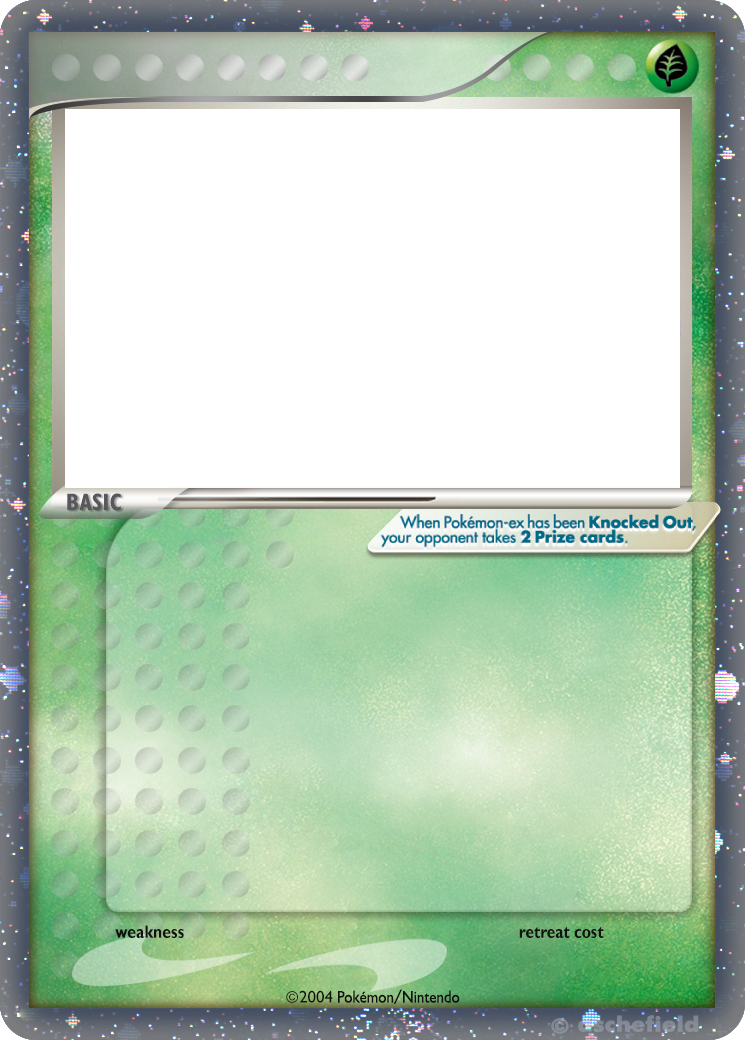 BASIC
When Pokémon-ex has been Knocked Out,
your opponent takes 2 Prize cards.
weakness retreat cost
©2004 Pokémon/Nintendo
© aschefield